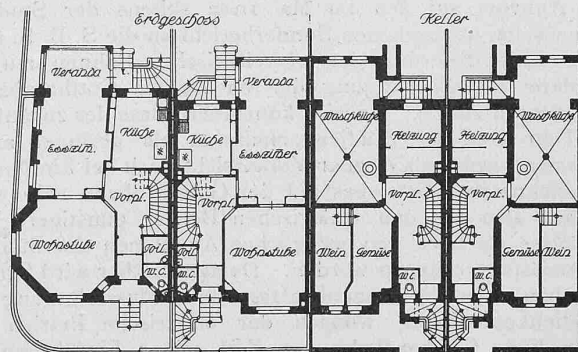 Erdgeschoss Keller
Veranda Veranda
Küche Küche Waschküche Heizung Heizung Waschküche
Esszim. Esszimer
Vorpl. Vorpl. Vorpl. Vorpl.
Wohnstube Toil. Toil. Wohnstube Wein Gemüse Gemüse Wein
W.C. W.C. W.C. W.C.